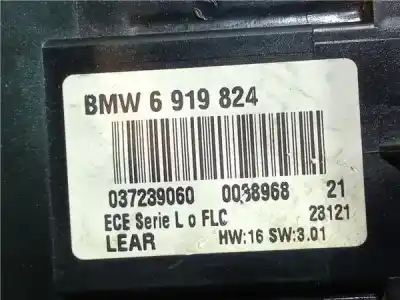 BMW 6 919 824
037239060 0038968 21
ECE Serie L o FLC 23121
LEAR HW:16 SW:3.01